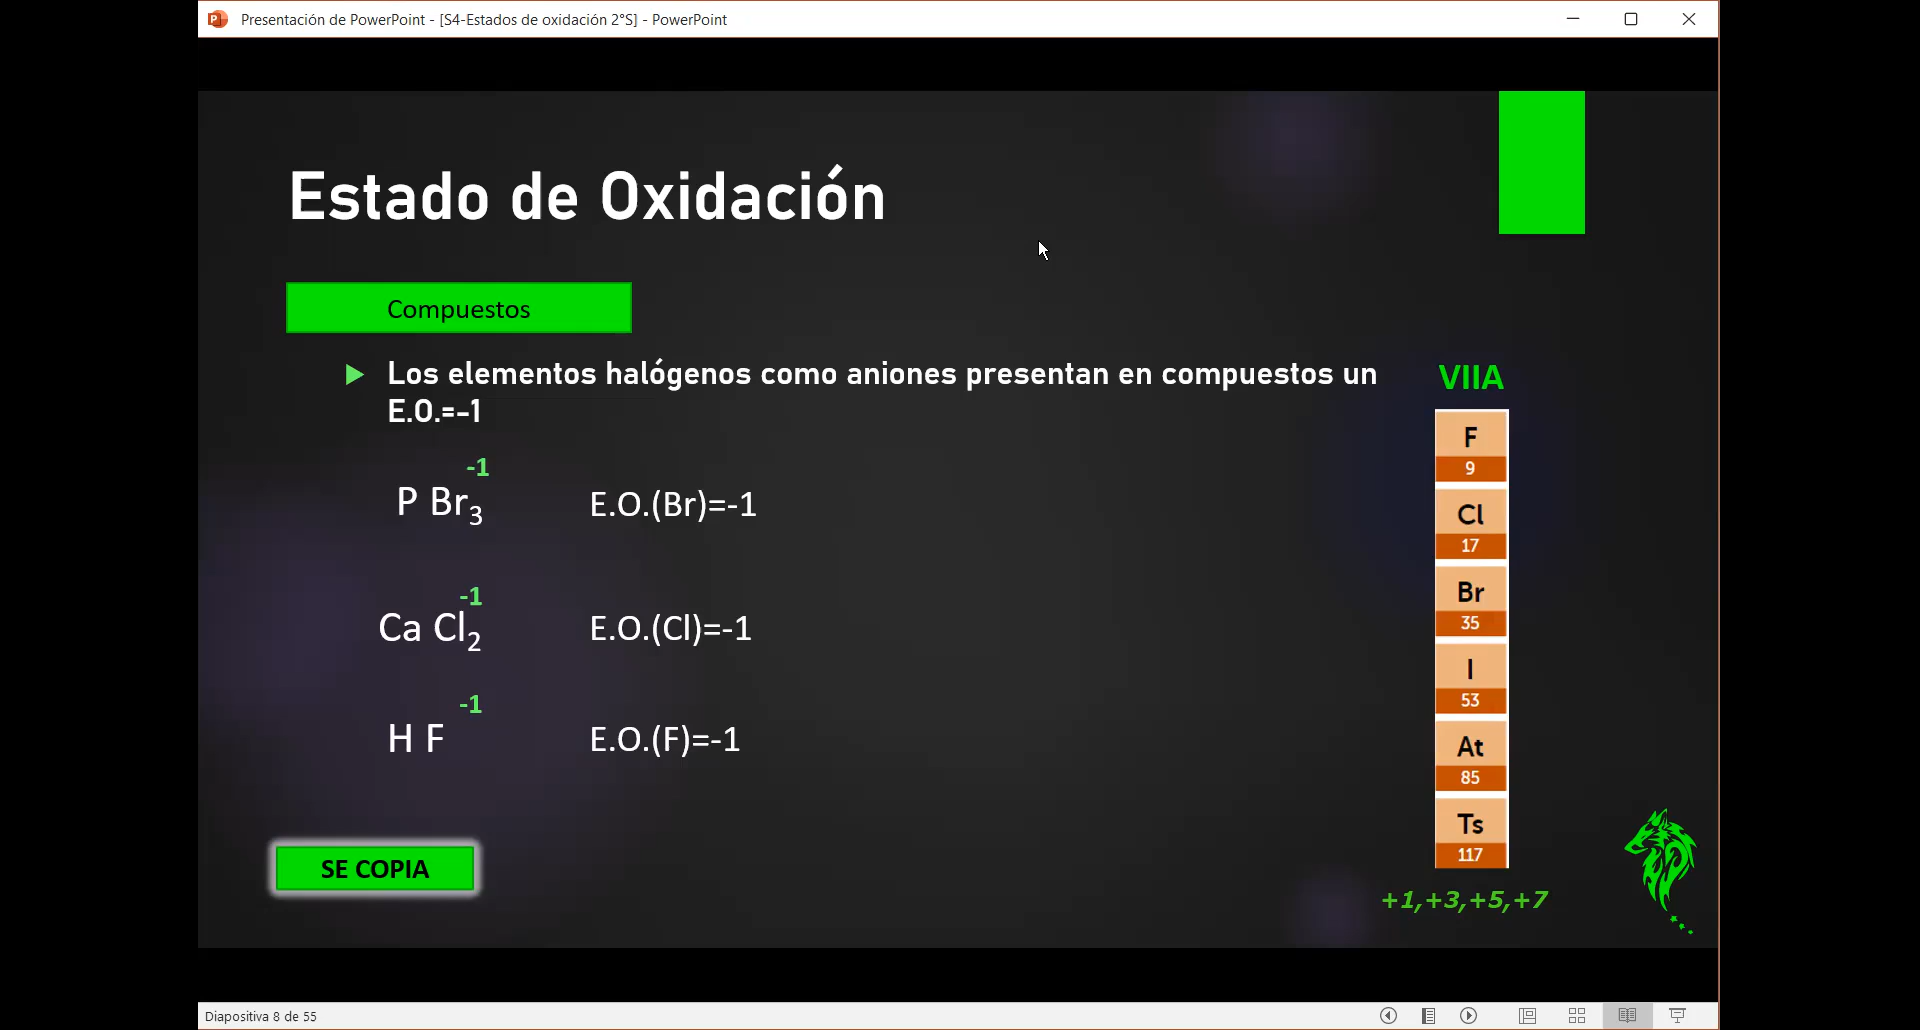 Presentación de PowerPoint - [S4-Estados de oxidación 2°S] - PowerPoint
Estado de Oxidación
Compuestos
Los elementos halógenos como aniones presentan en compuestos un
E.O.=-1
-1
P Br₃ E.O.(Br)=-1
-1
Ca Cl₂ E.O.(Cl)=-1
-1
H F E.O.(F)=-1
SE COPIA
VIIA
F
9
Cl
17
Br
35
I
53
At
85
Ts
117
+1,+3,+5,+7
Diapositiva 8 de 55